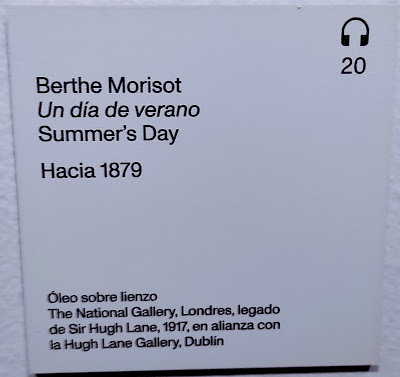 20
Berthe Morisot
Un día de verano
Summer's Day
Hacia 1879
Óleo sobre lienzo
The National Gallery, Londres, legado
de Sir Hugh Lane, 1917, en alianza con
la Hugh Lane Gallery, Dublín